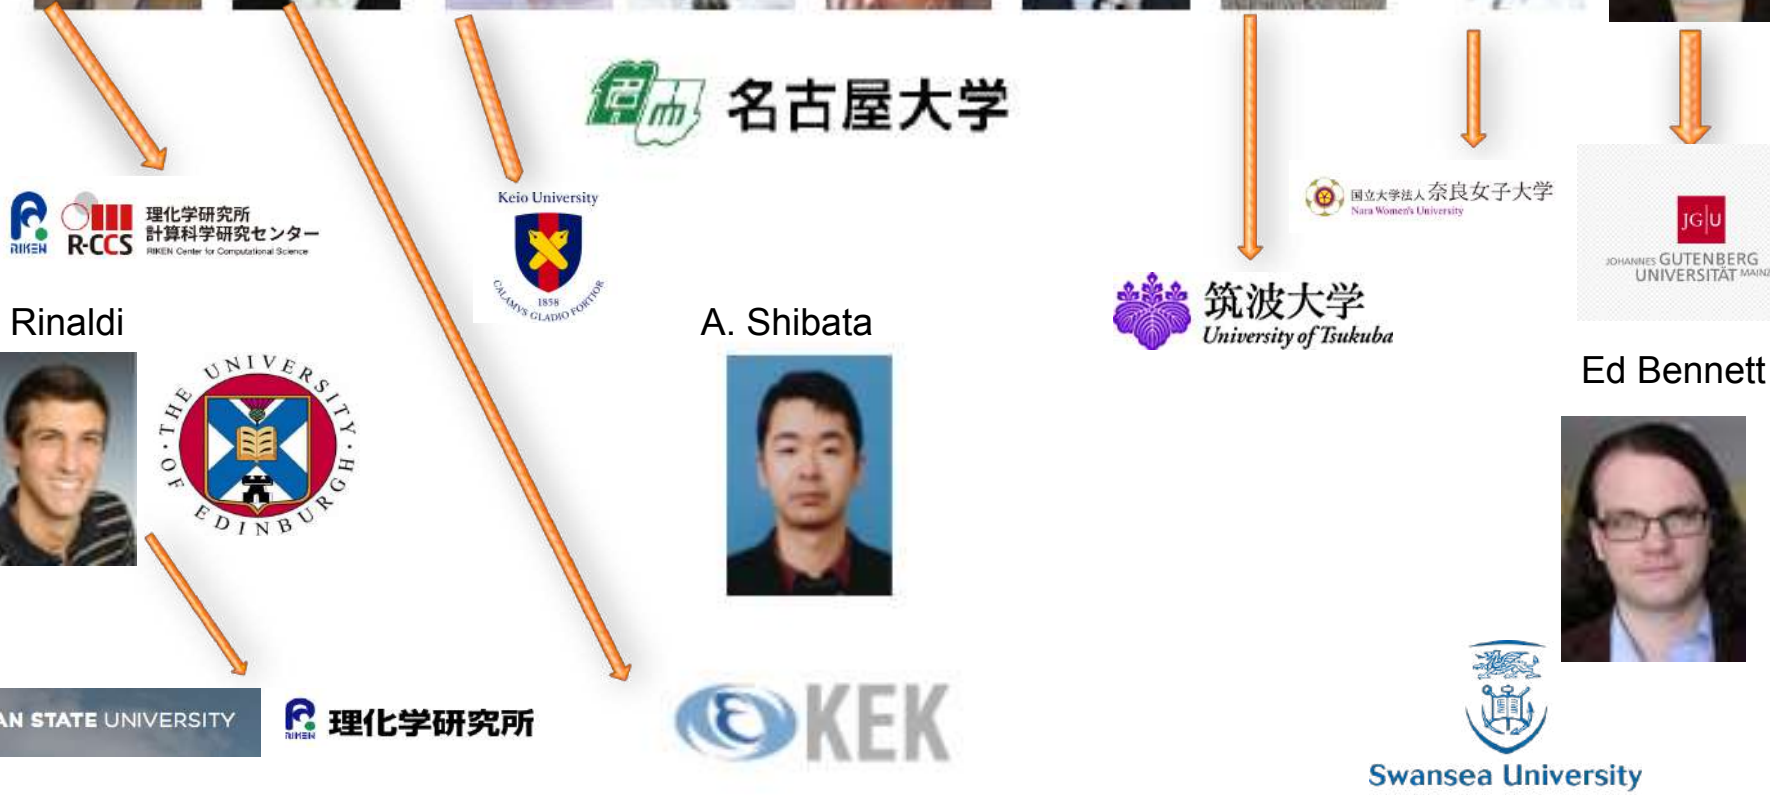 名古屋大学
RIKEN
R-CCS
理化学研究所
計算科学研究センター
RIKEN Center for Computational Science
Keio University
1858
CALAMVS GLADIO FORTIOR
国立大学法人 奈良女子大学
Nara Women's University
JG|U
JOHANNES GUTENBERG
UNIVERSITÄT MAINZ
筑波大学
University of Tsukuba
Rinaldi
THE UNIVERSITY OF EDINBURGH
A. Shibata
Ed Bennett
AN STATE UNIVERSITY
RIKEN
理化学研究所
KEK
Swansea University